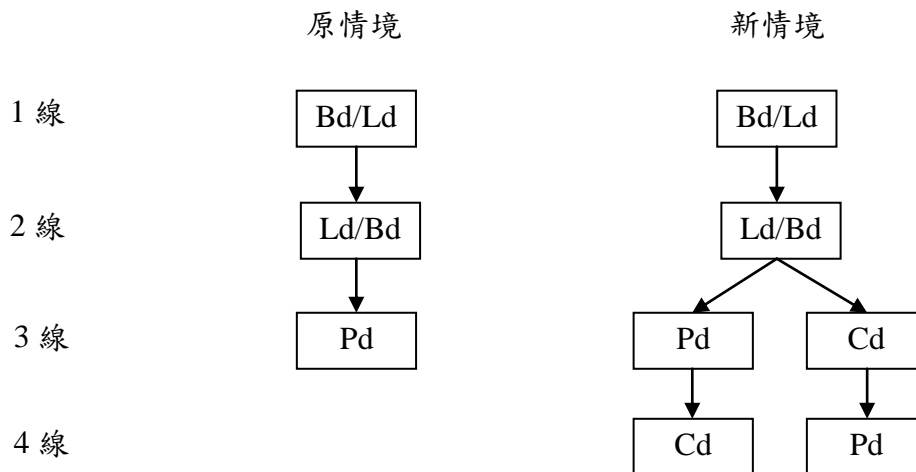 原情境 新情境
1 線 Bd/Ld Bd/Ld
2 線 Ld/Bd Ld/Bd
3 線 Pd Pd Cd
4 線 Cd Pd